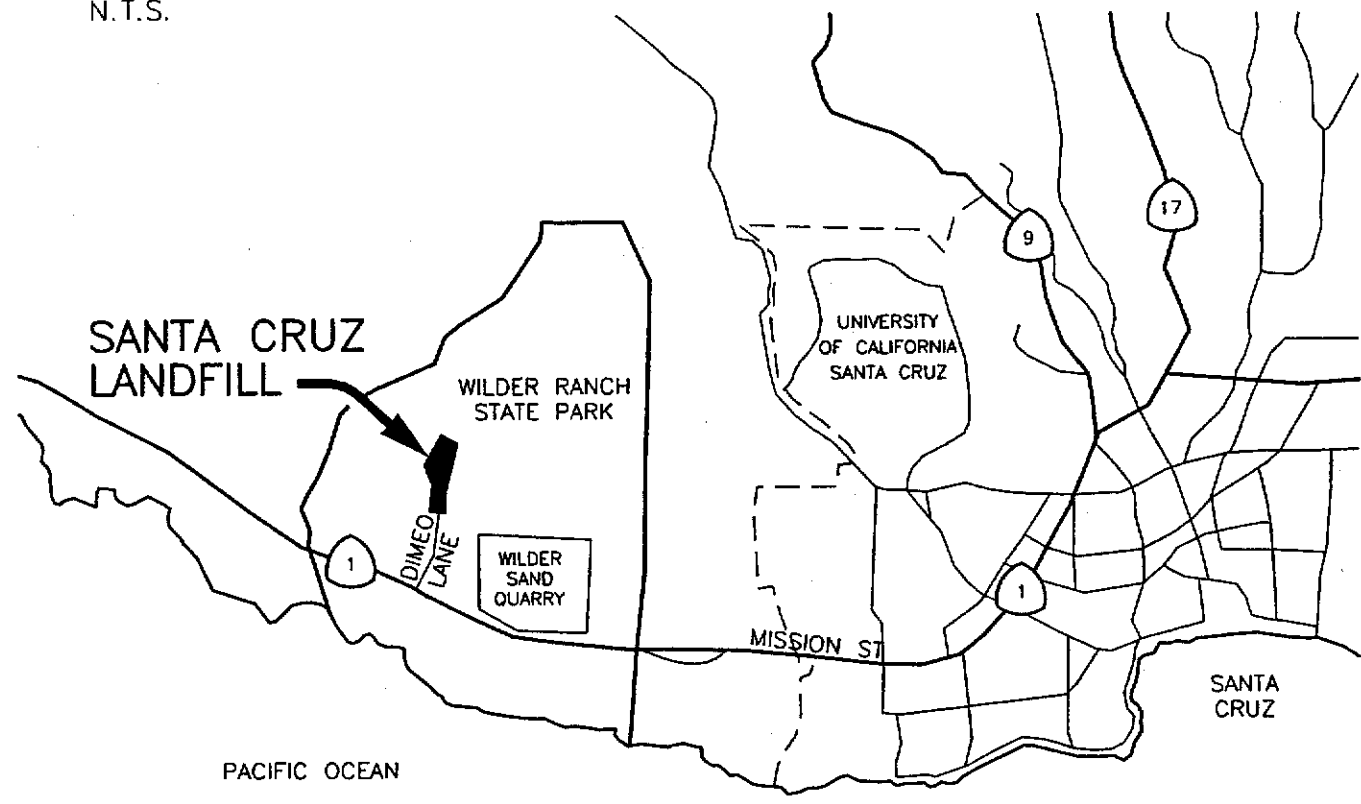 N.T.S.
17
9
UNIVERSITY
OF CALIFORNIA
SANTA CRUZ
SANTA CRUZ
LANDFILL
WILDER RANCH
STATE PARK
DIMEO
LANE
WILDER
SAND
QUARRY
1
1
MISSION ST
SANTA
CRUZ
PACIFIC OCEAN